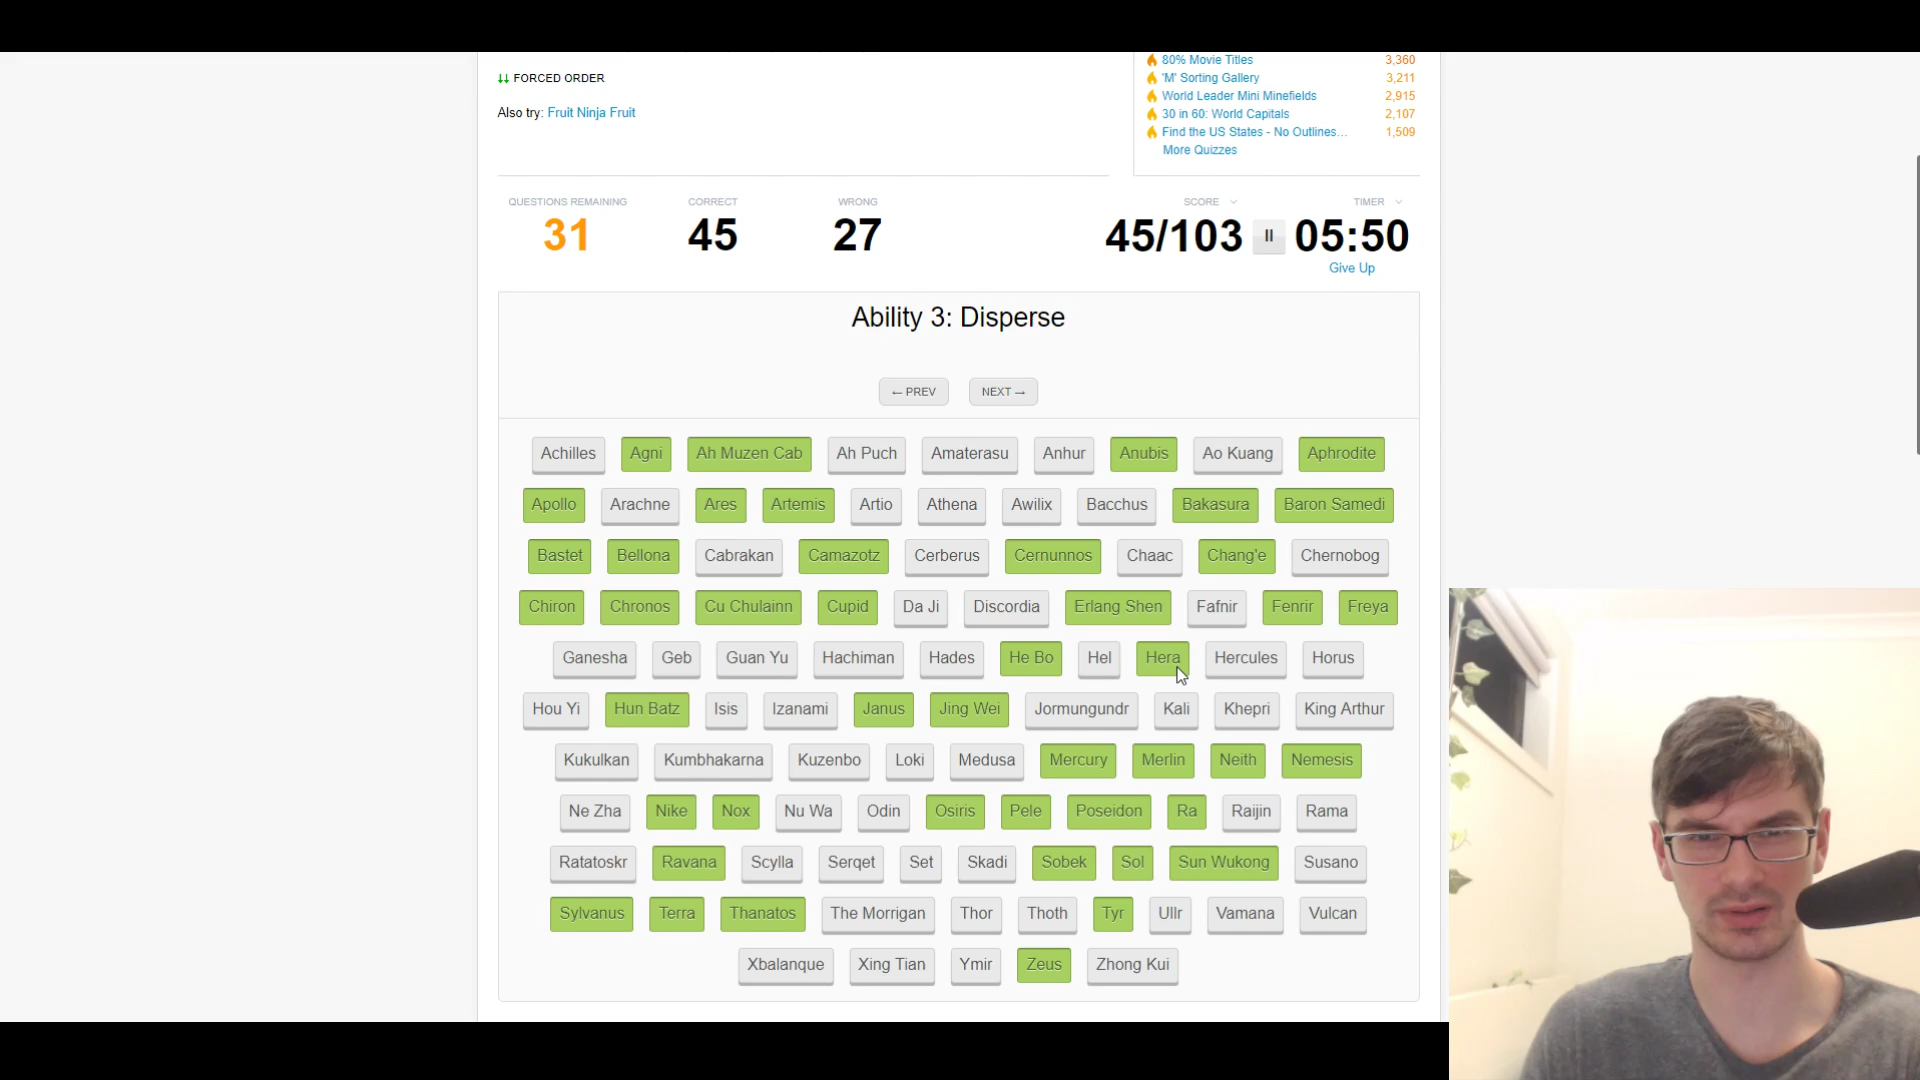 80% Movie Titles 3,360
↓↓ FORCED ORDER
'M' Sorting Gallery 3,211
World Leader Mini Minefields 2,915
Also try: Fruit Ninja Fruit
30 in 60: World Capitals 2,107
Find the US States - No Outlines... 1,509
More Quizzes
QUESTIONS REMAINING CORRECT WRONG SCORE TIMER
31 45 27 45/103 05:50
Give Up
Ability 3: Disperse
← PREV NEXT →
Achilles Agni Ah Muzen Cab Ah Puch Amaterasu Anhur Anubis Ao Kuang Aphrodite
Apollo Arachne Ares Artemis Artio Athena Awilix Bacchus Bakasura Baron Samedi
Bastet Bellona Cabrakan Camazotz Cerberus Cernunnos Chaac Chang'e Chernobog
Chiron Chronos Cu Chulainn Cupid Da Ji Discordia Erlang Shen Fafnir Fenrir Freya
Ganesha Geb Guan Yu Hachiman Hades He Bo Hel Hera Hercules Horus
Hou Yi Hun Batz Isis Izanami Janus Jing Wei Jormungundr Kali Khepri King Arthur
Kukulkan Kumbhakarna Kuzenbo Loki Medusa Mercury Merlin Neith Nemesis
Ne Zha Nike Nox Nu Wa Odin Osiris Pele Poseidon Ra Raijin Rama
Ratatoskr Ravana Scylla Serqet Set Skadi Sobek Sol Sun Wukong Susano
Sylvanus Terra Thanatos The Morrigan Thor Thoth Tyr Ullr Vamana Vulcan
Xbalanque Xing Tian Ymir Zeus Zhong Kui